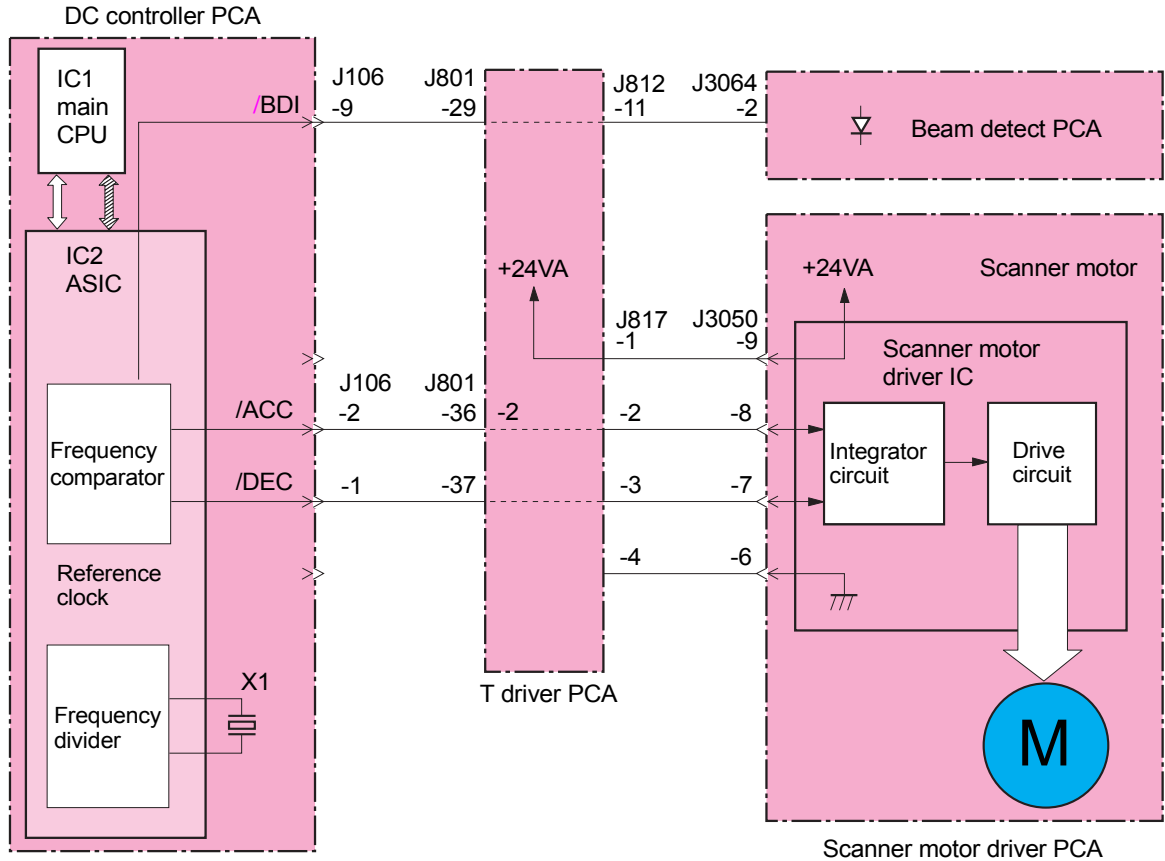 DC controller PCA
IC1
main
CPU
/BDI
J106
-9
J801
-29
J812
-11
J3064
-2
Beam detect PCA
IC2
ASIC
+24VA
+24VA
Scanner motor
J817
-1
J3050
-9
Scanner motor
driver IC
J106
J801
/ACC
-2
-36
-2
-2
-8
Frequency
comparator
Integrator
circuit
Drive
circuit
/DEC
-1
-37
-3
-7
-4
-6
Reference
clock
X1
T driver PCA
Frequency
divider
M
Scanner motor driver PCA